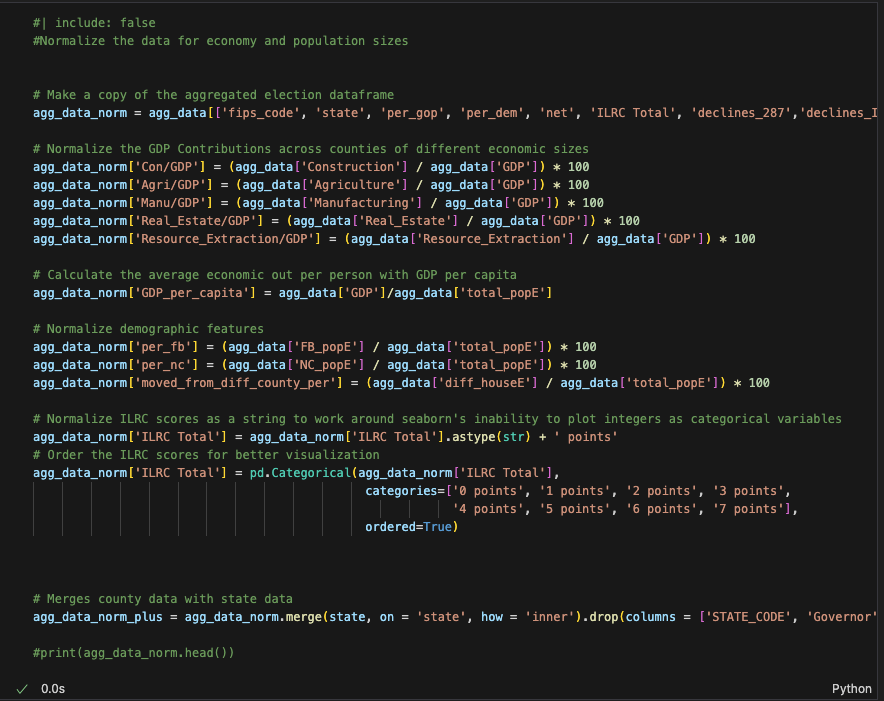 #| include: false
#Normalize the data for economy and population sizes
# Make a copy of the aggregated election dataframe
agg_data_norm = agg_data[['fips_code', 'state', 'per_gop', 'per_dem', 'net', 'ILRC Total', 'declines_287','declines_I
# Normalize the GDP Contributions across counties of different economic sizes
agg_data_norm['Con/GDP'] = (agg_data['Construction'] / agg_data['GDP']) * 100
agg_data_norm['Agri/GDP'] = (agg_data['Agriculture'] / agg_data['GDP']) * 100
agg_data_norm['Manu/GDP'] = (agg_data['Manufacturing'] / agg_data['GDP']) * 100
agg_data_norm['Real_Estate/GDP'] = (agg_data['Real_Estate'] / agg_data['GDP']) * 100
agg_data_norm['Resource_Extraction/GDP'] = (agg_data['Resource_Extraction'] / agg_data['GDP']) * 100
# Calculate the average economic out per person with GDP per capita
agg_data_norm['GDP_per_capita'] = agg_data['GDP']/agg_data['total_popE']
# Normalize demographic features
agg_data_norm['per_fb'] = (agg_data['FB_popE'] / agg_data['total_popE']) * 100
agg_data_norm['per_nc'] = (agg_data['NC_popE'] / agg_data['total_popE']) * 100
agg_data_norm['moved_from_diff_county_per'] = (agg_data['diff_houseE'] / agg_data['total_popE']) * 100
# Normalize ILRC scores as a string to work around seaborn's inability to plot integers as categorical variables
agg_data_norm['ILRC Total'] = agg_data_norm['ILRC Total'].astype(str) + ' points'
# Order the ILRC scores for better visualization
agg_data_norm['ILRC Total'] = pd.Categorical(agg_data_norm['ILRC Total'],
categories=['0 points', '1 points', '2 points', '3 points',
'4 points', '5 points', '6 points', '7 points'],
ordered=True)
# Merges county data with state data
agg_data_norm_plus = agg_data_norm.merge(state, on = 'state', how = 'inner').drop(columns = ['STATE_CODE', 'Governor'
#print(agg_data_norm.head())
0.0s
Python